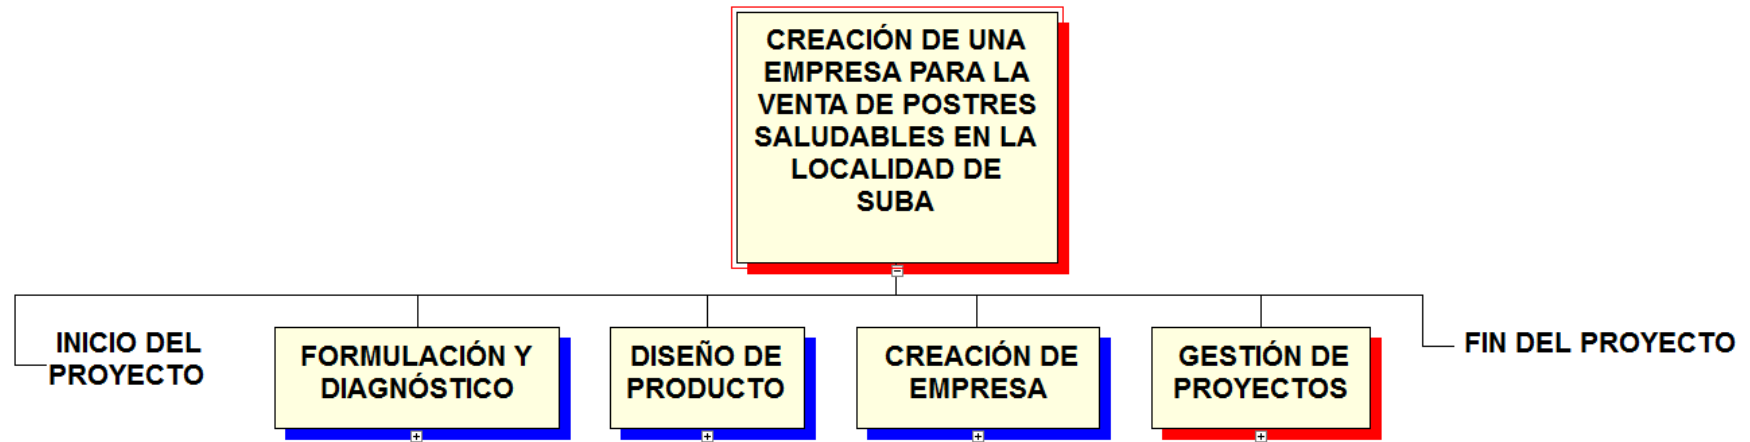 CREACIÓN DE UNA
EMPRESA PARA LA
VENTA DE POSTRES
SALUDABLES EN LA
LOCALIDAD DE
SUBA
INICIO DEL
PROYECTO
FORMULACIÓN Y
DIAGNÓSTICO
DISEÑO DE
PRODUCTO
CREACIÓN DE
EMPRESA
GESTIÓN DE
PROYECTOS
FIN DEL PROYECTO